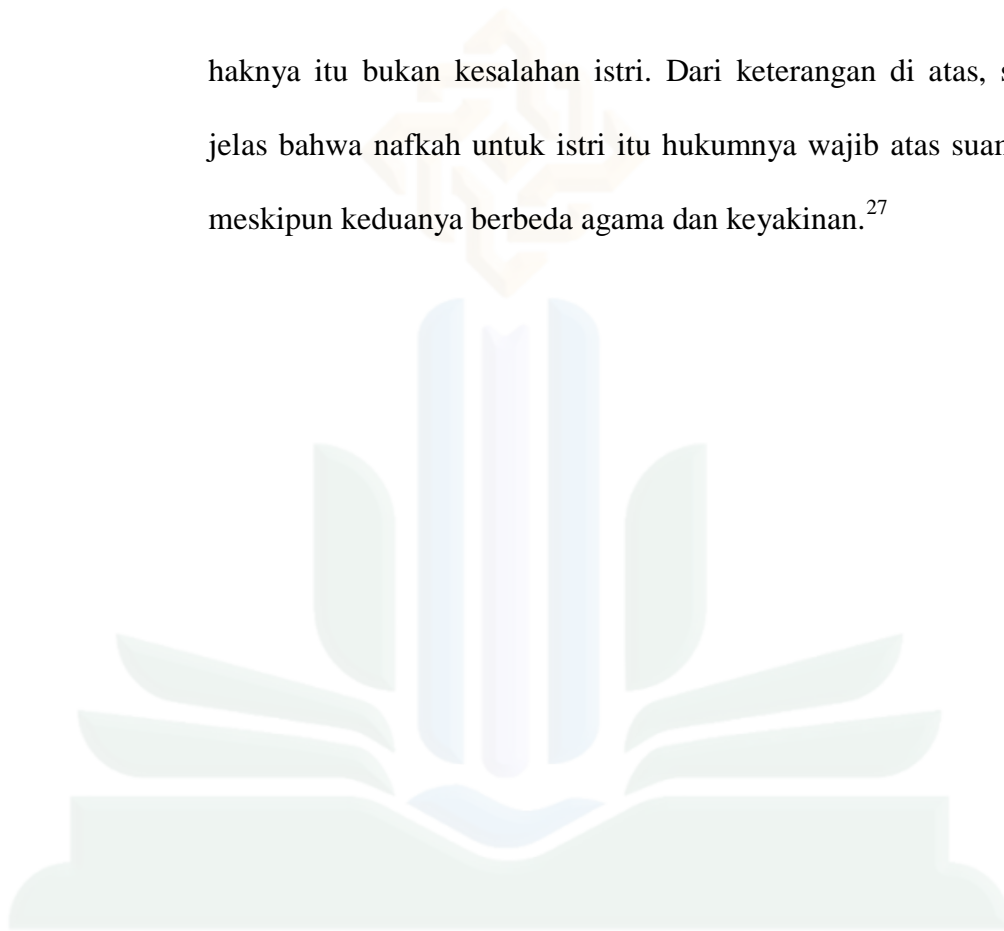 haknya itu bukan kesalahan istri. Dari keterangan di atas,
jelas bahwa nafkah untuk istri itu hukumnya wajib atas
meskipun keduanya berbeda agama dan keyakinan.27